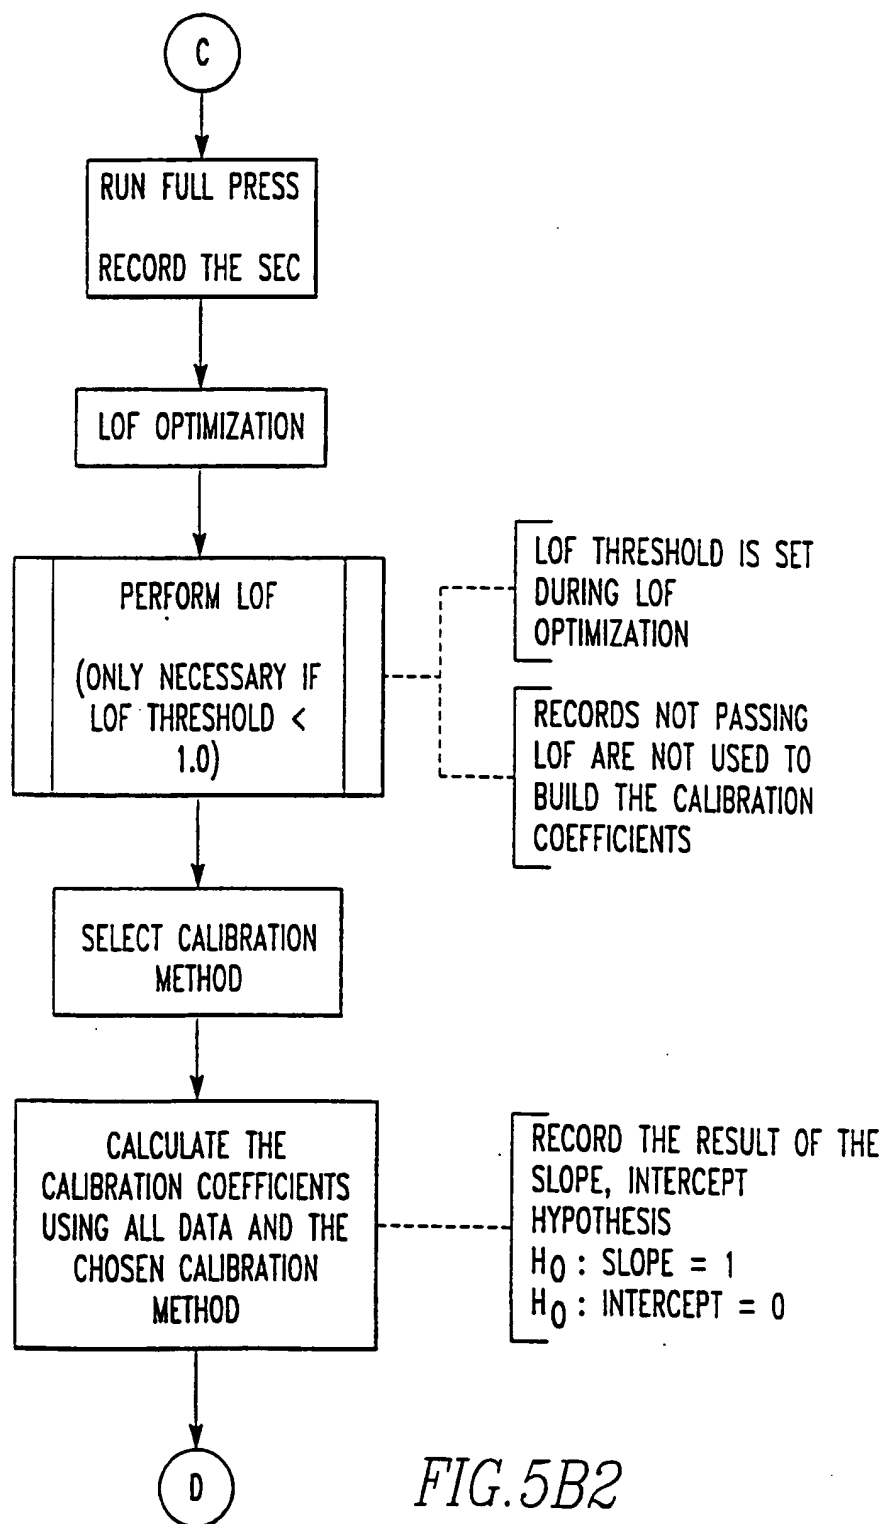 C
RUN FULL PRESS
RECORD THE SEC
LOF OPTIMIZATION
PERFORM LOF
(ONLY NECESSARY IF
LOF THRESHOLD <
1.0)
LOF THRESHOLD IS SET
DURING LOF
OPTIMIZATION
RECORDS NOT PASSING
LOF ARE NOT USED TO
BUILD THE CALIBRATION
COEFFICIENTS
SELECT CALIBRATION
METHOD
CALCULATE THE
CALIBRATION COEFFICIENTS
USING ALL DATA AND THE
CHOSEN CALIBRATION
METHOD
RECORD THE RESULT OF THE
SLOPE, INTERCEPT
HYPOTHESIS
H0 : SLOPE = 1
H0 : INTERCEPT = 0
D
FIG.5B2